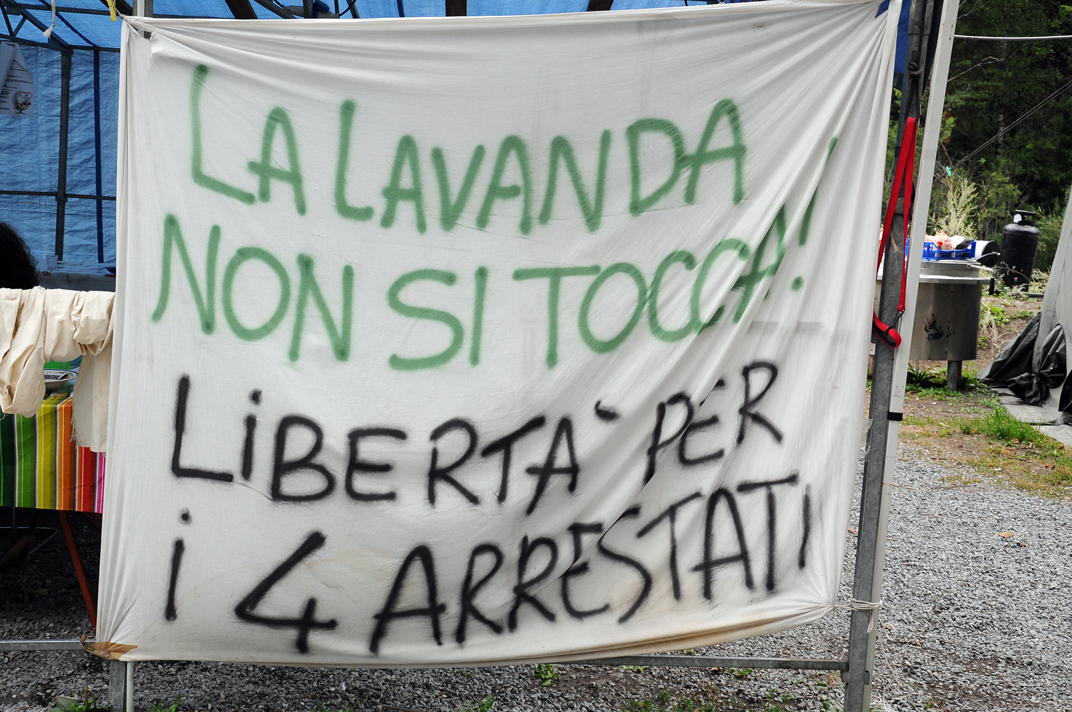 LA LAVANDA
NON SI TOCCA!
LiBERTA' PER
i 4 ARRESTATI